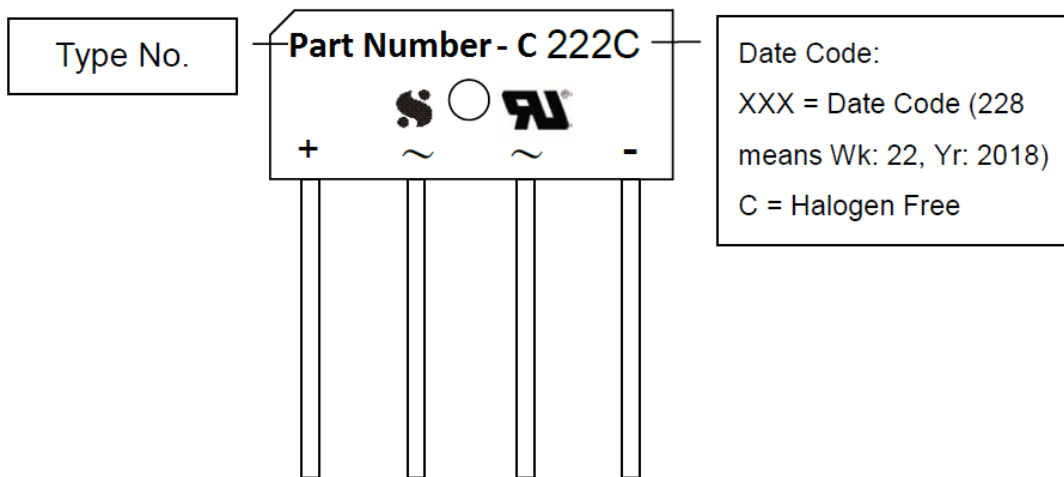 Type No.
Part Number - C 222C
+ ~ ~ -
Date Code:
XXX = Date Code (228
means Wk: 22, Yr: 2018)
C = Halogen Free